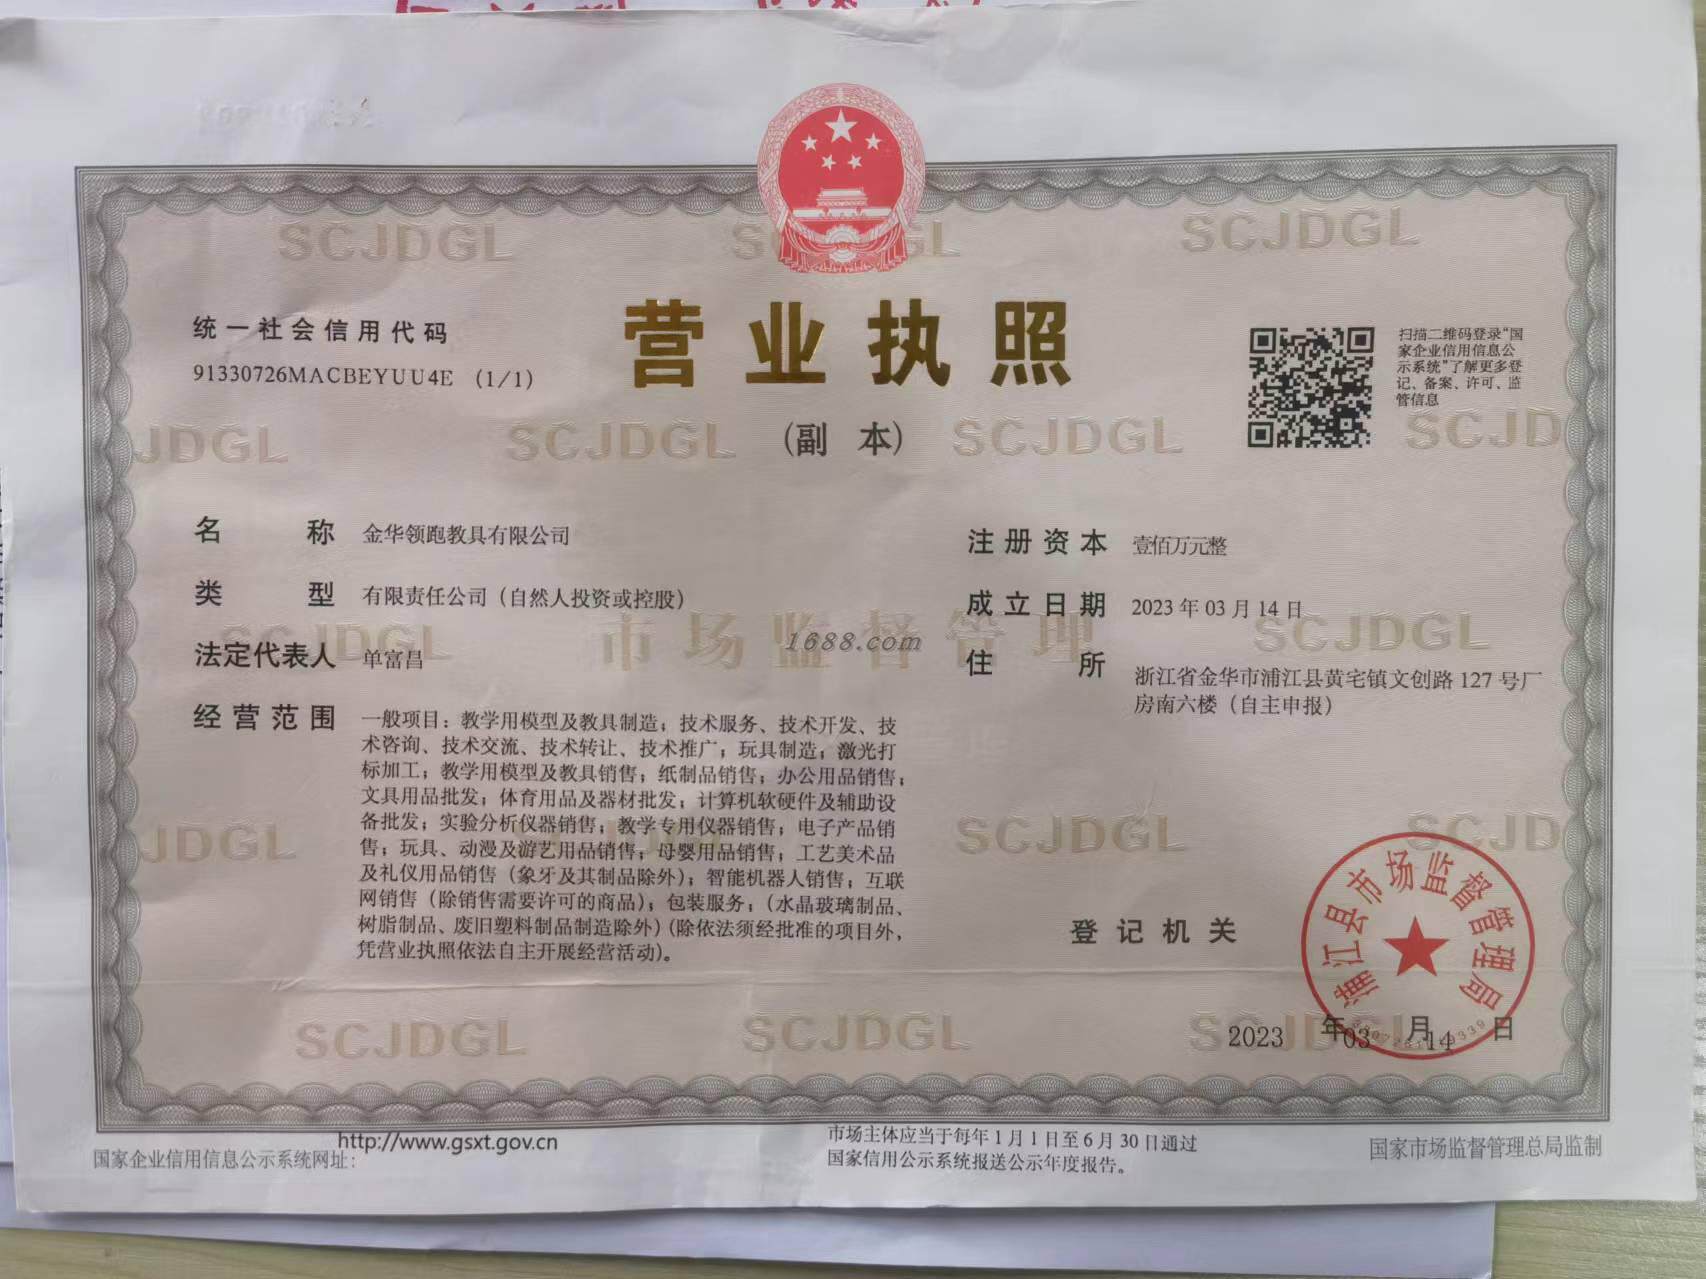 SCJDGL
SCJDGL
统一社会信用代码
91330726MACBEYUU4E (1/1)
营业执照
(副 本)
扫描二维码登录“国
家企业信用信息公
示系统”了解更多登
记、备案、许可、监
管信息
JDGL
SCJDGL
SCJDGL
SCJD
名 称 金华领跑教具有限公司
类 型 有限责任公司（自然人投资或控股）
法定代表人 单富昌
经营范围 一般项目：教学用模型及教具制造；技术服务、技术开发、技
术咨询、技术交流、技术转让、技术推广；玩具制造；激光打
标加工；教学用模型及教具销售；纸制品销售；办公用品销售；
文具用品批发；体育用品及器材批发；计算机软硬件及辅助设
备批发；实验分析仪器销售；教学专用仪器销售；电子产品销
售；玩具、动漫及游艺用品销售；母婴用品销售；工艺美术品
及礼仪用品销售（象牙及其制品除外）；智能机器人销售；互联
网销售（除销售需要许可的商品）；包装服务；（水晶玻璃制品、
树脂制品、废旧塑料制品制造除外）(除依法须经批准的项目外，
凭营业执照依法自主开展经营活动)。
注册资本 壹佰万元整
成立日期 2023年03月14日
住 所 浙江省金华市浦江县黄宅镇文创路127号厂
房南六楼（自主申报）
市场监督管理
1688.com
SCJDGL
SCJDGL
JDGL
SCJDGL
SCJD
登记机关
浦江县市场监督管理局
2023 年 03 月 14 日
SCJDGL
SCJDGL
SCJDGL
国家企业信用信息公示系统网址：
http://www.gsxt.gov.cn
市场主体应当于每年1月1日至6月30日通过
国家信用公示系统报送公示年度报告。
国家市场监督管理总局监制